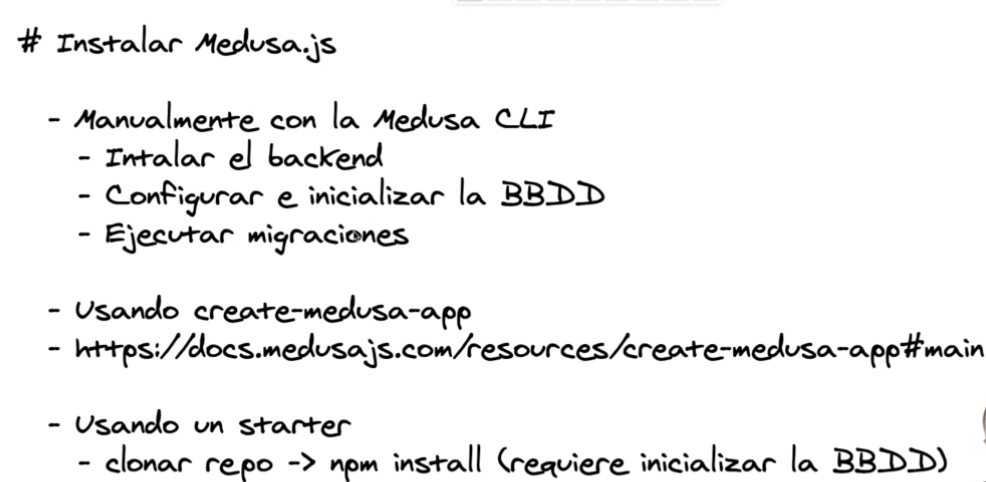 # Instalar Medusa.js
- Manualmente con la Medusa CLI
- Intalar el backend
- Configurar e inicializar la BBDD
- Ejecutar migraciones
- Usando create-medusa-app
- https://docs.medusajs.com/resources/create-medusa-app#main
- Usando un starter
- clonar repo -> npm install (requiere inicializar la BBDD)